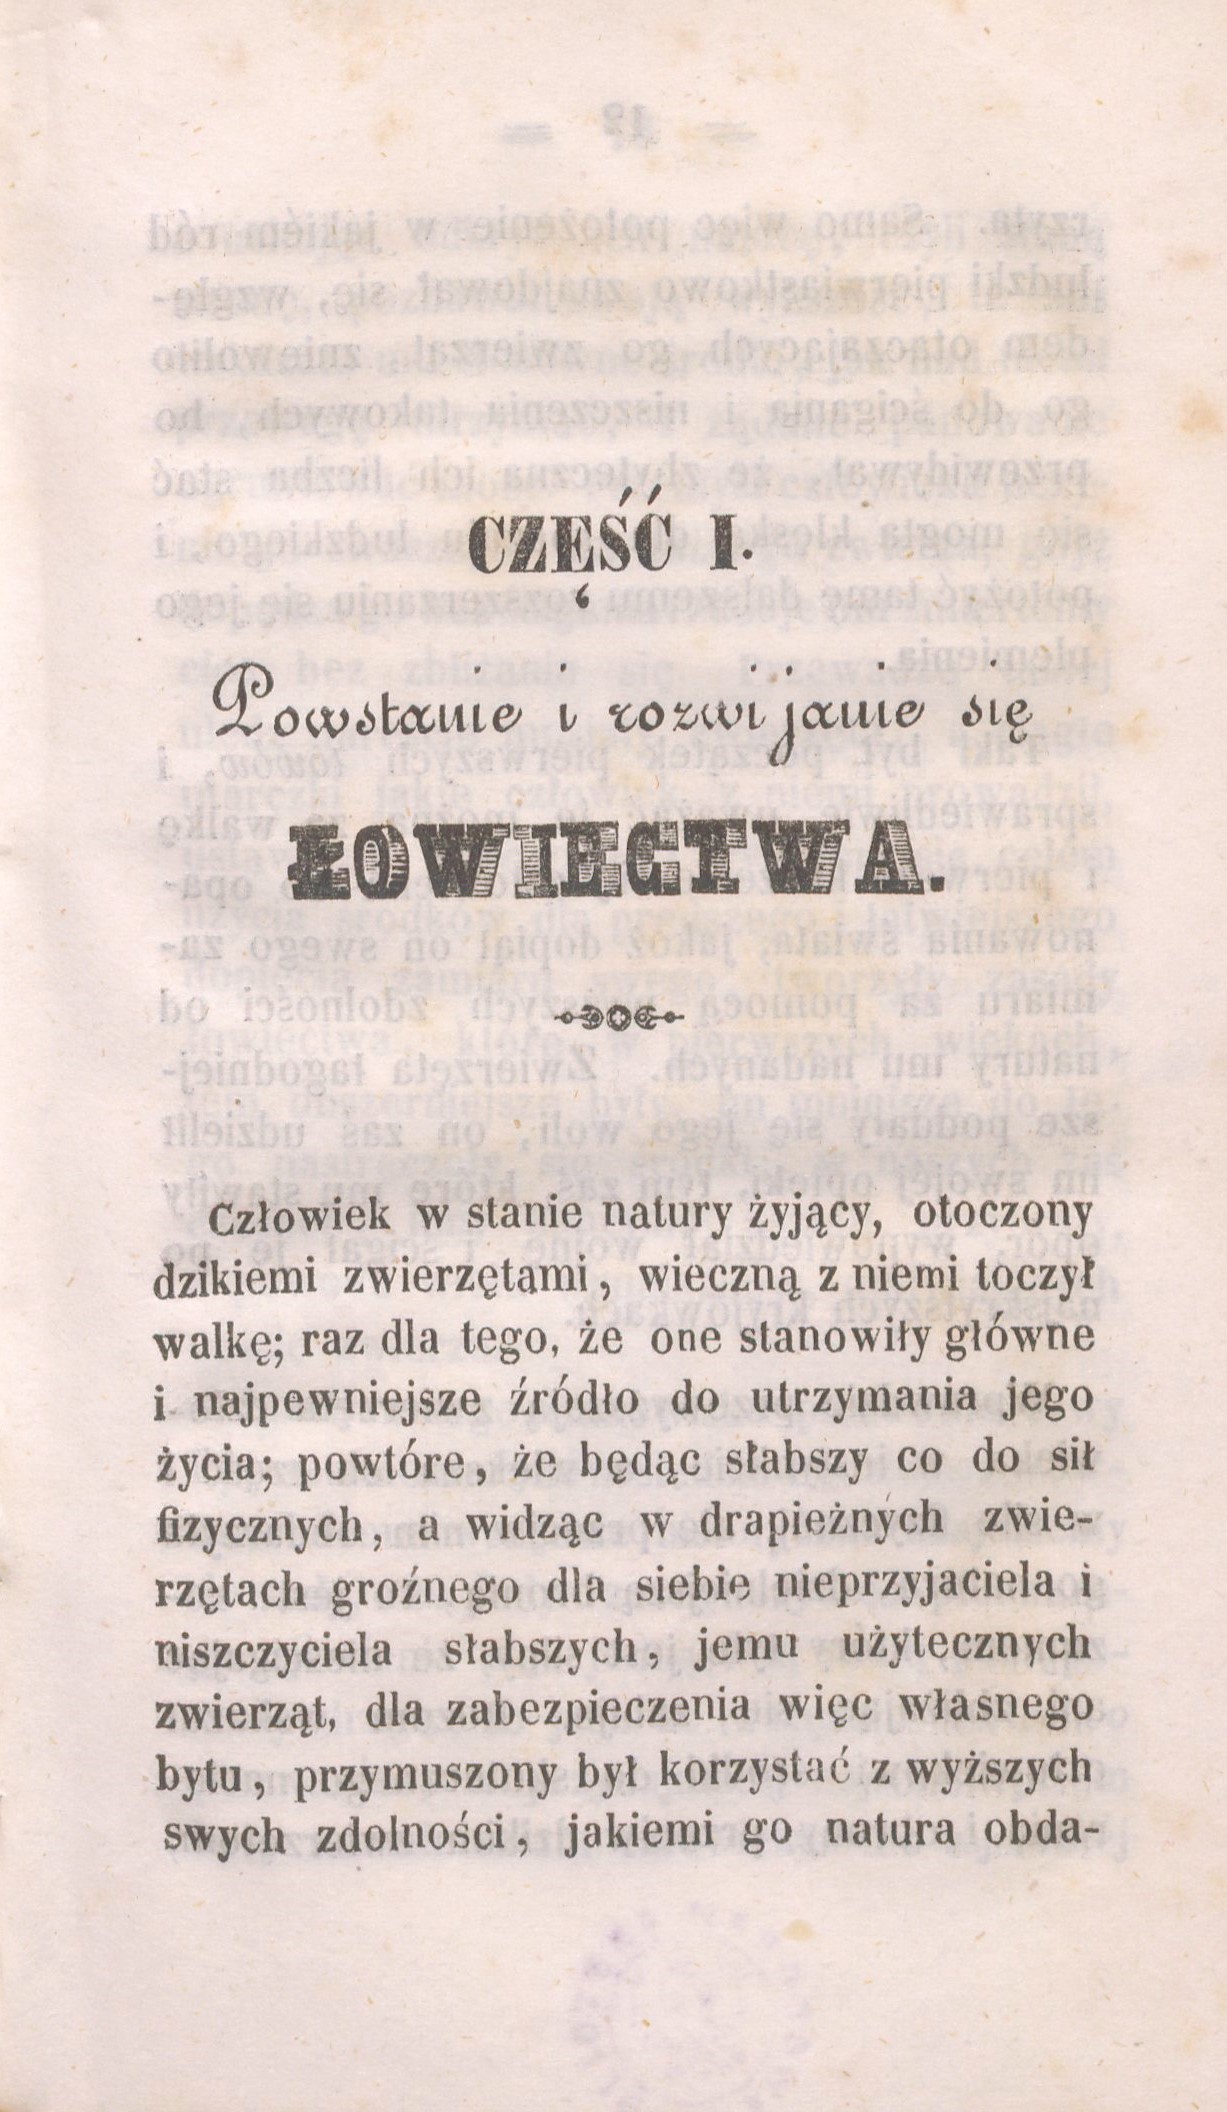 CZĘŚĆ I.
Powstanie i rozwijanie się
ŁOWIECTWA.
Człowiek w stanie natury żyjący, otoczony
dzikiemi zwierzętami, wieczną z niemi toczył
walkę; raz dla tego, że one stanowiły główne
i najpewniejsze źródło do utrzymania jego
życia; powtóre, że będąc słabszy co do sił
fizycznych, a widząc w drapieżnych zwie-
rzętach groźnego dla siebie nieprzyjaciela i
niszczyciela słabszych, jemu użytecznych
zwierząt, dla zabezpieczenia więc własnego
bytu, przymuszony był korzystać z wyższych
swych zdolności, jakiemi go natura obda-